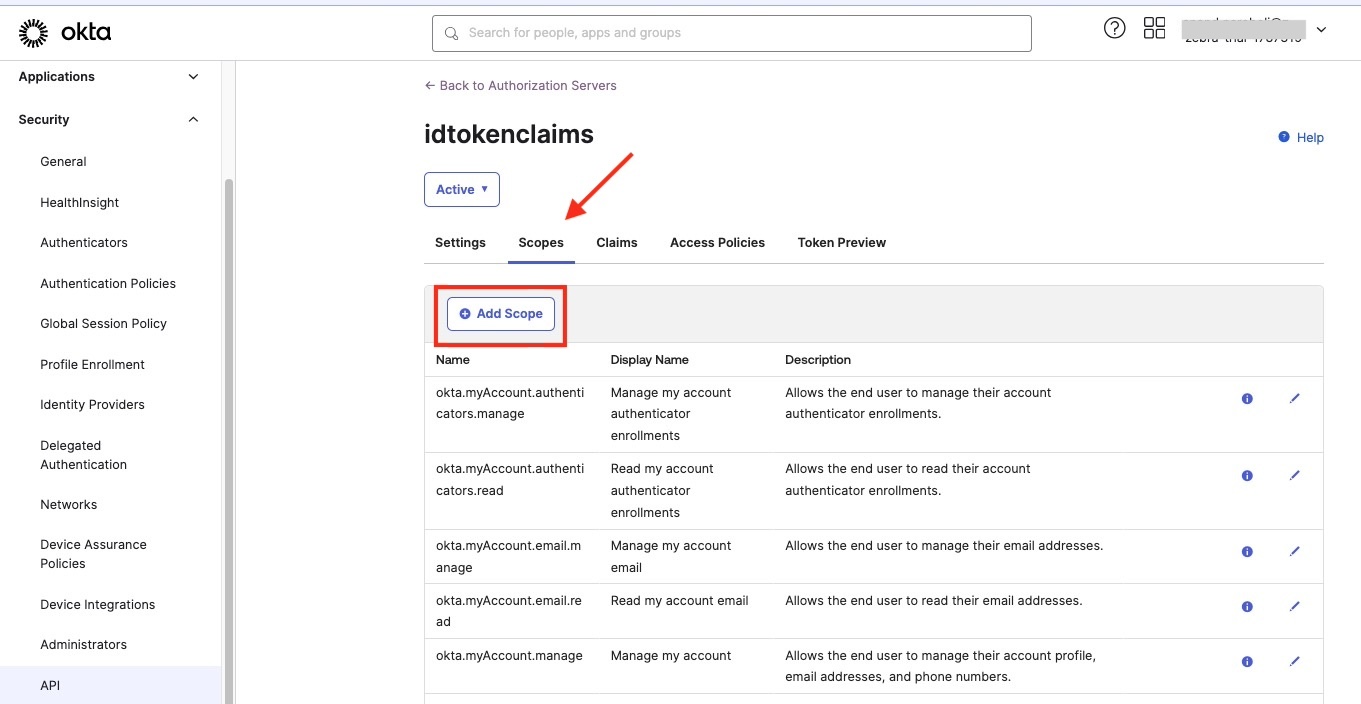 okta
Search for people, apps and groups
Applications
Security
General
HealthInsight
Authenticators
Authentication Policies
Global Session Policy
Profile Enrollment
Identity Providers
Delegated
Authentication
Networks
Device Assurance
Policies
Device Integrations
Administrators
API
← Back to Authorization Servers
idtokenclaims
Help
Active ▼
Settings Scopes Claims Access Policies Token Preview
Add Scope
Name Display Name Description
okta.myAccount.authenti Manage my account Allows the end user to manage their account
cators.manage authenticator authenticator enrollments.
enrollments
okta.myAccount.authenti Read my account Allows the end user to read their account
cators.read authenticator authenticator enrollments.
enrollments
okta.myAccount.email.m Manage my account Allows the end user to manage their email addresses.
anage email
okta.myAccount.email.re Read my account email Allows the end user to read their email addresses.
ad
okta.myAccount.manage Manage my account Allows the end user to manage their account profile,
email addresses, and phone numbers.